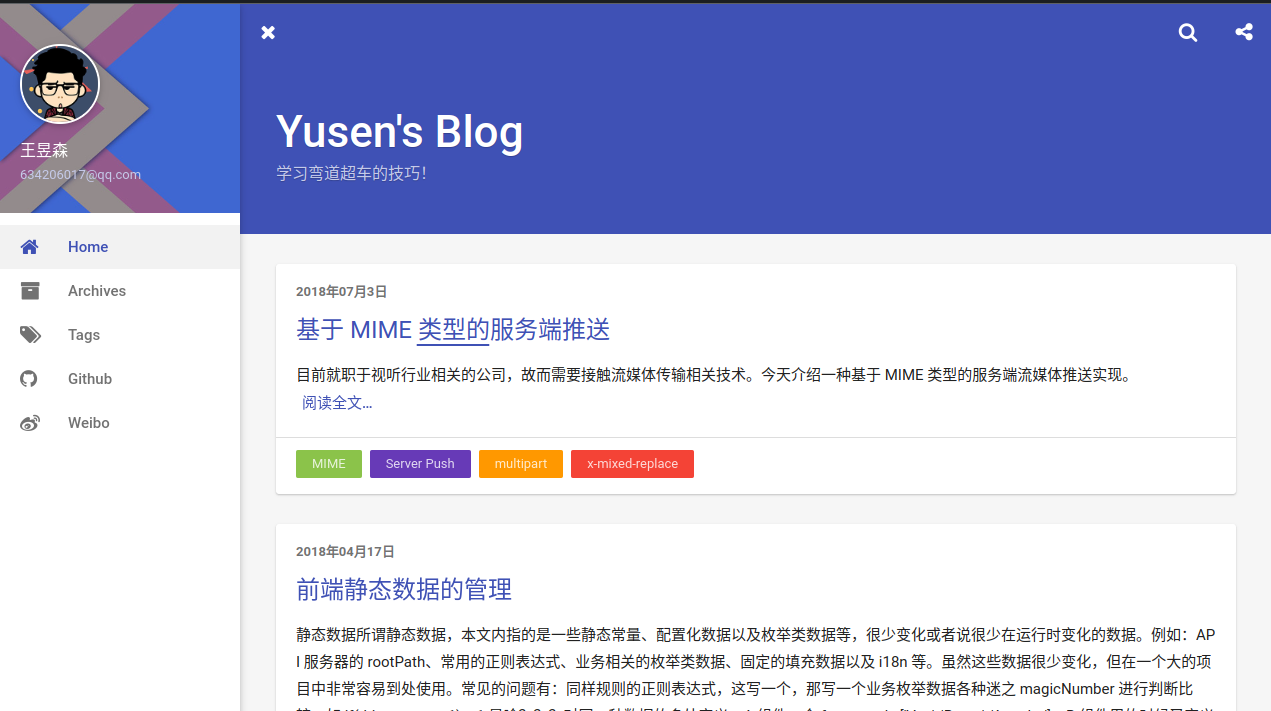 王昱森
634206017@qq.com
Home
Archives
Tags
Github
Weibo
Yusen's Blog
学习弯道超车的技巧！
2018年07月3日
基于 MIME 类型的服务端推送
目前就职于视听行业相关的公司，故而需要接触流媒体传输相关技术。今天介绍一种基于 MIME 类型的服务端流媒体推送实现。
阅读全文…
MIME Server Push multipart x-mixed-replace
2018年04月17日
前端静态数据的管理
静态数据所谓静态数据，本文内指的是一些静态常量、配置化数据以及枚举类数据等，很少变化或者说很少在运行时变化的数据。例如：AP
I 服务器的 rootPath、常用的正则表达式、业务相关的枚举类数据、固定的填充数据以及 i18n 等。虽然这些数据很少变化，但在一个大的项
目中非常容易到处使用。常见的问题有：同样规则的正则表达式，这写一个，那写一个业务枚举数据各种迷之 magicNumber 进行判断比